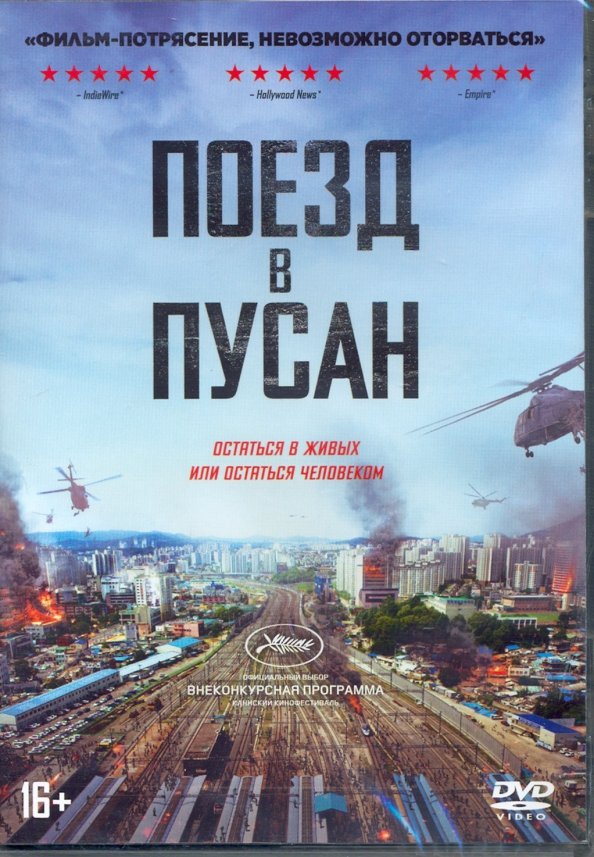 «ФИЛЬМ-ПОТРЯСЕНИЕ, НЕВОЗМОЖНО ОТОРВАТЬСЯ»
★★★★★ ★★★★★ ★★★★★
– IndieWire* – Hollywood News* – Empire*
ПОЕЗД
В
ПУСАН
ОСТАТЬСЯ В ЖИВЫХ
ИЛИ ОСТАТЬСЯ ЧЕЛОВЕКОМ
ОФИЦИАЛЬНЫЙ ВЫБОР
ВНЕКОНКУРСНАЯ ПРОГРАММА
КАННСКИЙ КИНОФЕСТИВАЛЬ
16+
DVD
VIDEO